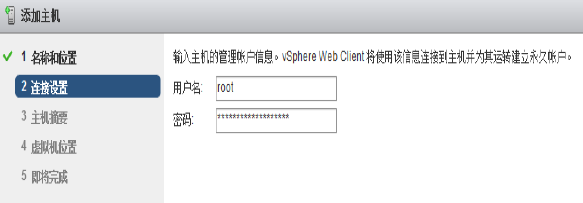 添加主机
1 名称和位置
2 连接设置
3 主机摘要
4 虚拟机位置
5 即将完成
输入主机的管理帐户信息。vSphere Web Client 将使用该信息连接到主机并为其运转建立永久帐户。
用户名: root
密码: ******************